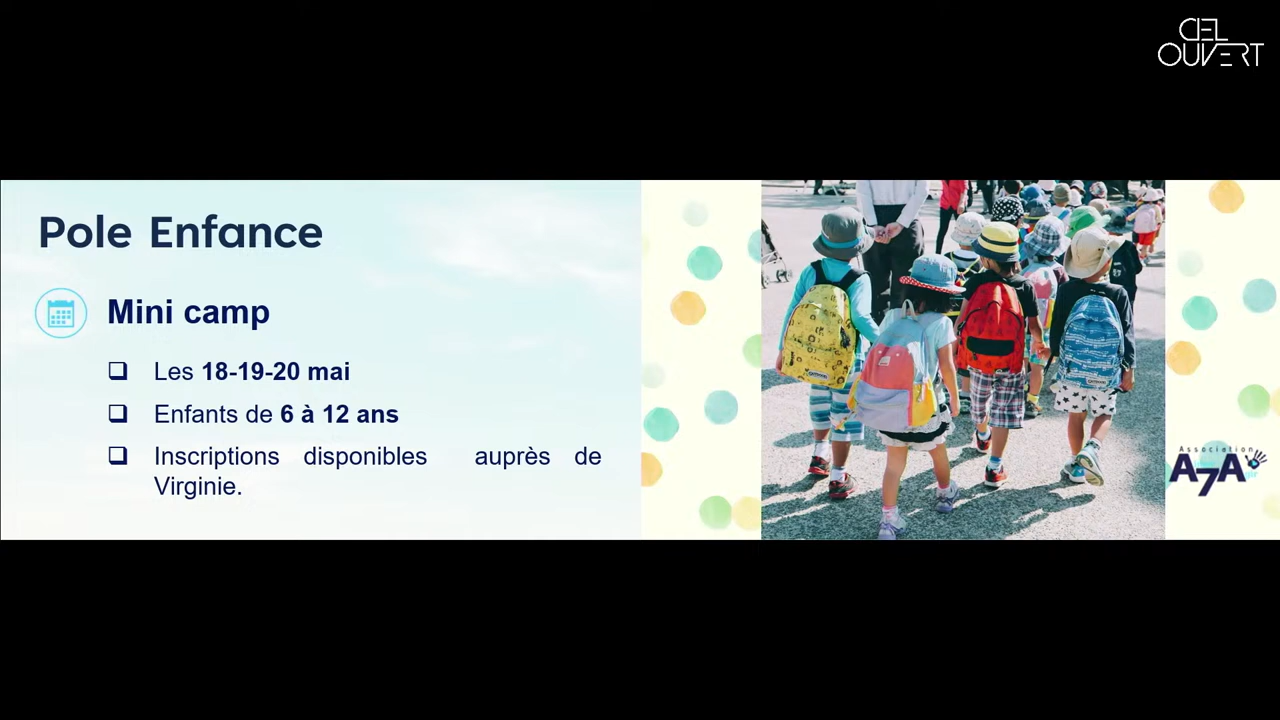 CIEL
OUVERT
Pole Enfance
Mini camp
Les 18-19-20 mai
Enfants de 6 à 12 ans
Inscriptions disponibles auprès de
Virginie.
Association
A7A